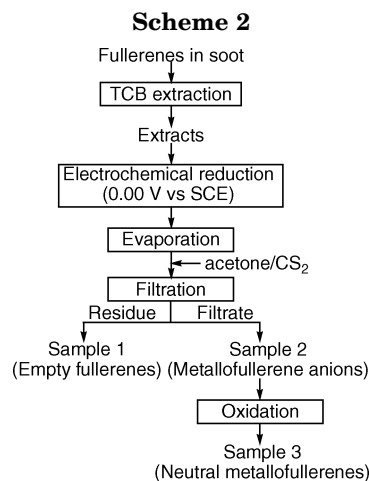 Scheme 2
Fullerenes in soot
TCB extraction
Extracts
Electrochemical reduction
(0.00 V vs SCE)
Evaporation
acetone/CS₂
Filtration
Residue Filtrate
Sample 1 Sample 2
(Empty fullerenes) (Metallofullerene anions)
Oxidation
Sample 3
(Neutral metallofullerenes)